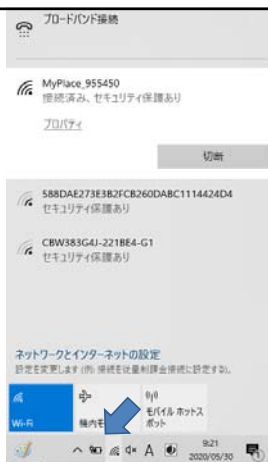 ブロードバンド接続
MyPlace_955450
接続済み、セキュリティ保護あり
プロパティ
切断
588DAE273E3B2FCB260DABC1114424D4
セキュリティ保護あり
CBW383G4J-221BE4-G1
セキュリティ保護あり
ネットワークとインターネットの設定
設定を変更します (例: 接続を従量制課金接続に設定する)。
Wi-Fi
機内モ
モバイル ホットス
ポット
A
9:21
2020/05/30